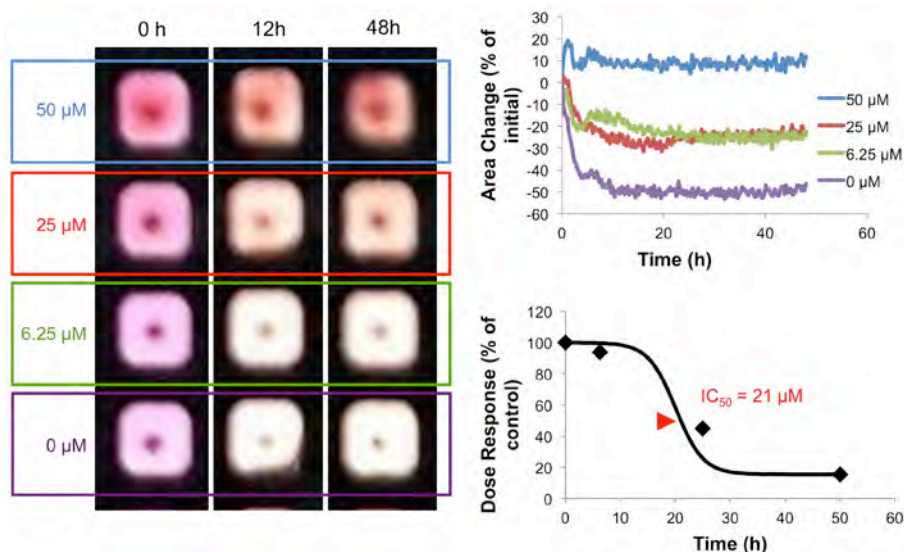 0 h 12h 48h
50 µM
25 µM
6.25 µM
0 µM
Area Change (% of
initial)
30
20
10
0
-10
-20
-30
-40
-50
-60
0 20 40 60
Time (h)
50 µM
25 µM
6.25 µM
0 µM
Dose Response (% of
control)
120
100
80
60
40
20
0
IC₅₀ = 21 µM
0 10 20 30 40 50 60
Time (h)